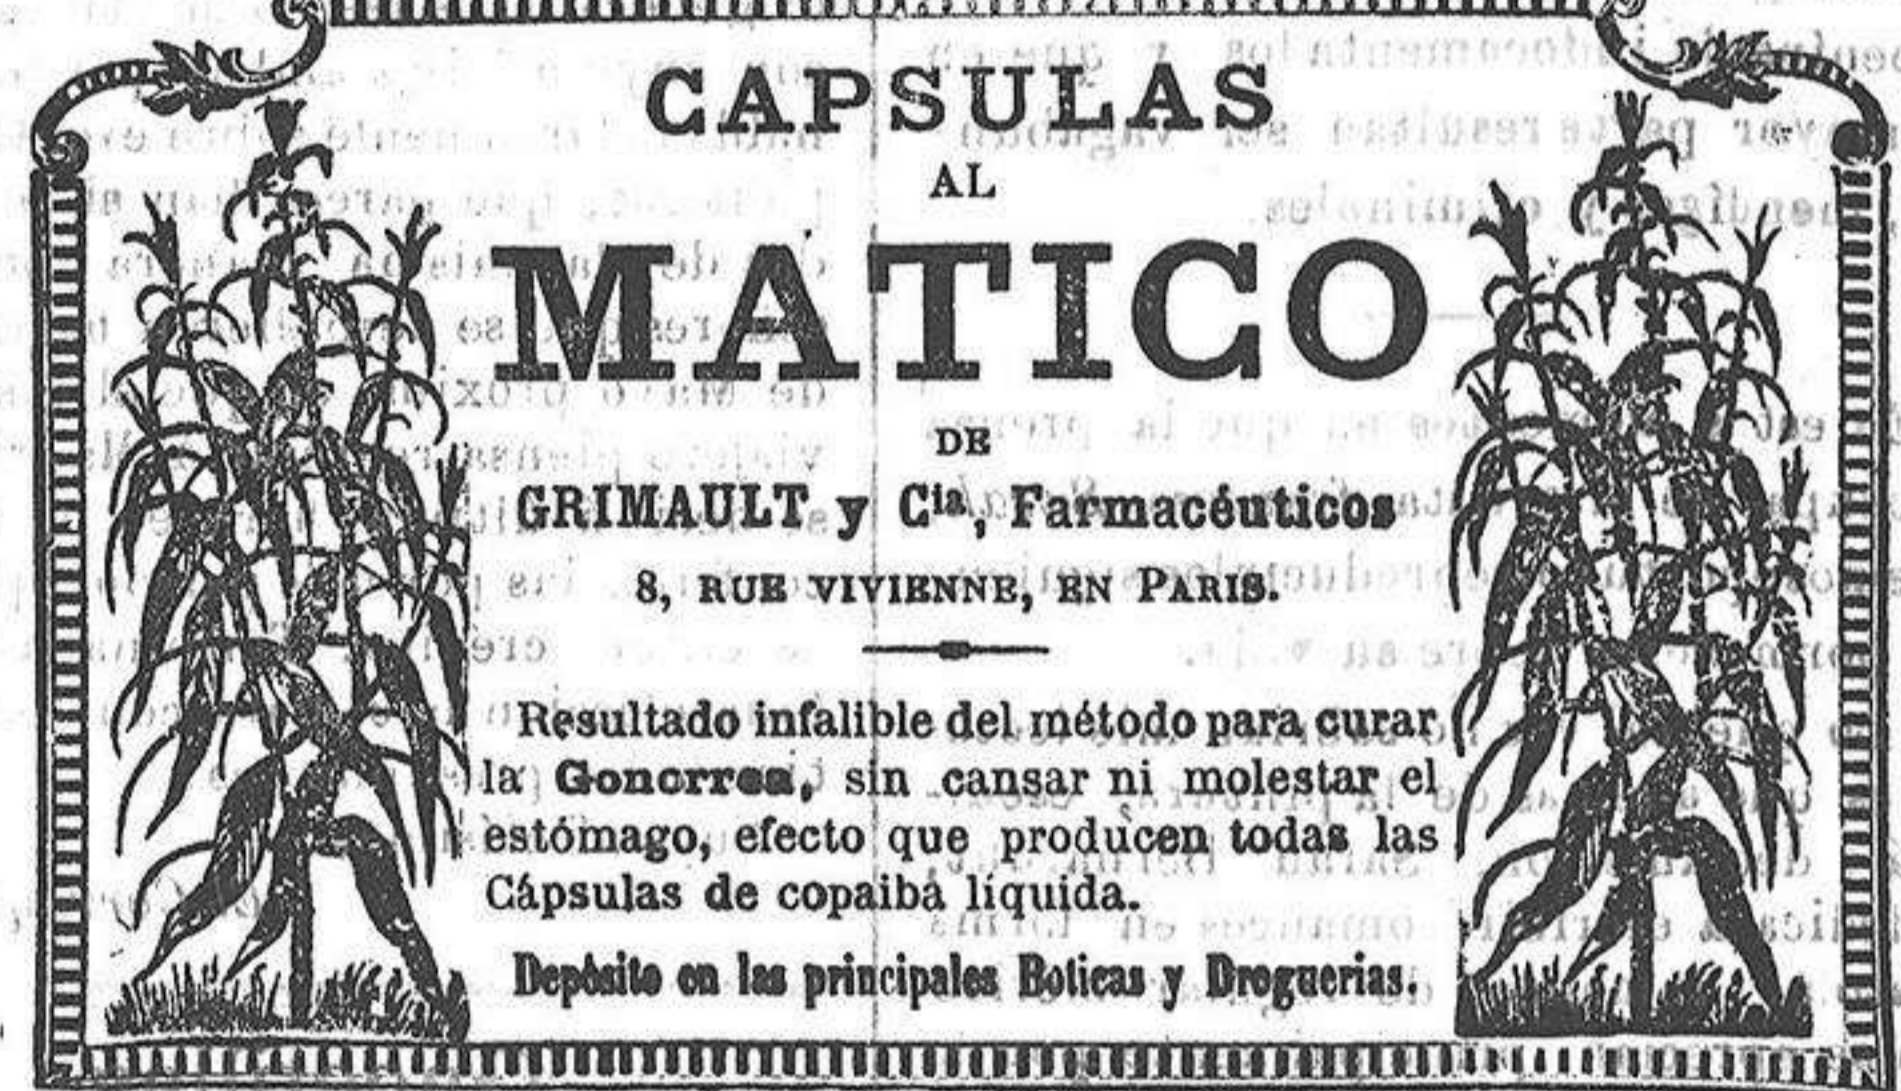 CAPSULAS
AL
MATICO
DE
GRIMAULT y Cia, Farmacéuticos
8, RUE VIVIENNE, EN PARIS.
Resultado infalible del método para curar
la Gonorrea, sin cansar ni molestar el
estómago, efecto que producen todas las
Cápsulas de copaiba líquida.
Depósito en las principales Boticas y Droguerias.